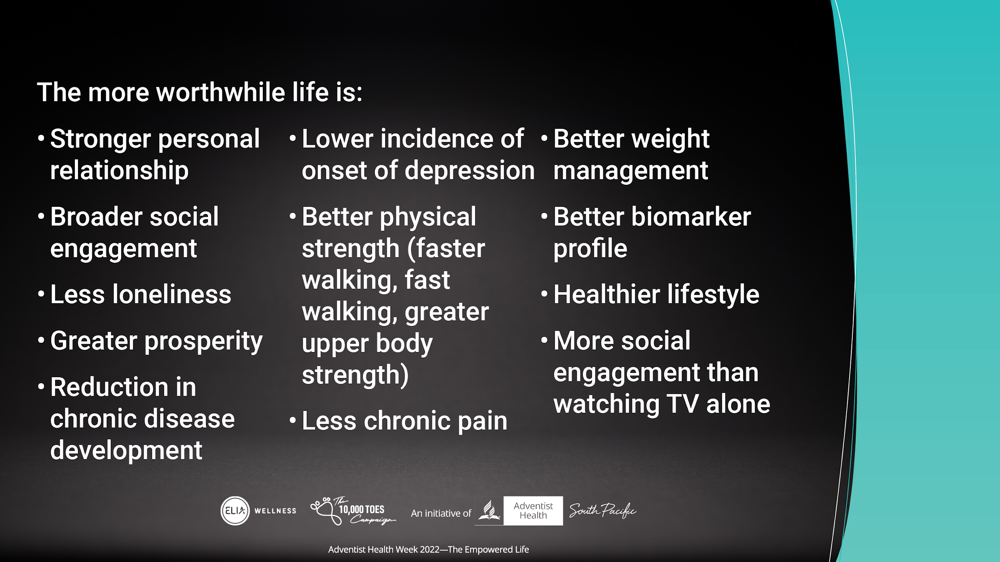 The more worthwhile life is:
• Stronger personal
relationship
• Broader social
engagement
• Less loneliness
• Greater prosperity
• Reduction in
chronic disease
development
• Lower incidence of
onset of depression
• Better physical
strength (faster
walking, fast
walking, greater
upper body
strength)
• Less chronic pain
• Better weight
management
• Better biomarker
profile
• Healthier lifestyle
• More social
engagement than
watching TV alone
ELIA WELLNESS
The
10,000 TOES
Campaign
An initiative of
Adventist
Health
South Pacific
Adventist Health Week 2022—The Empowered Life